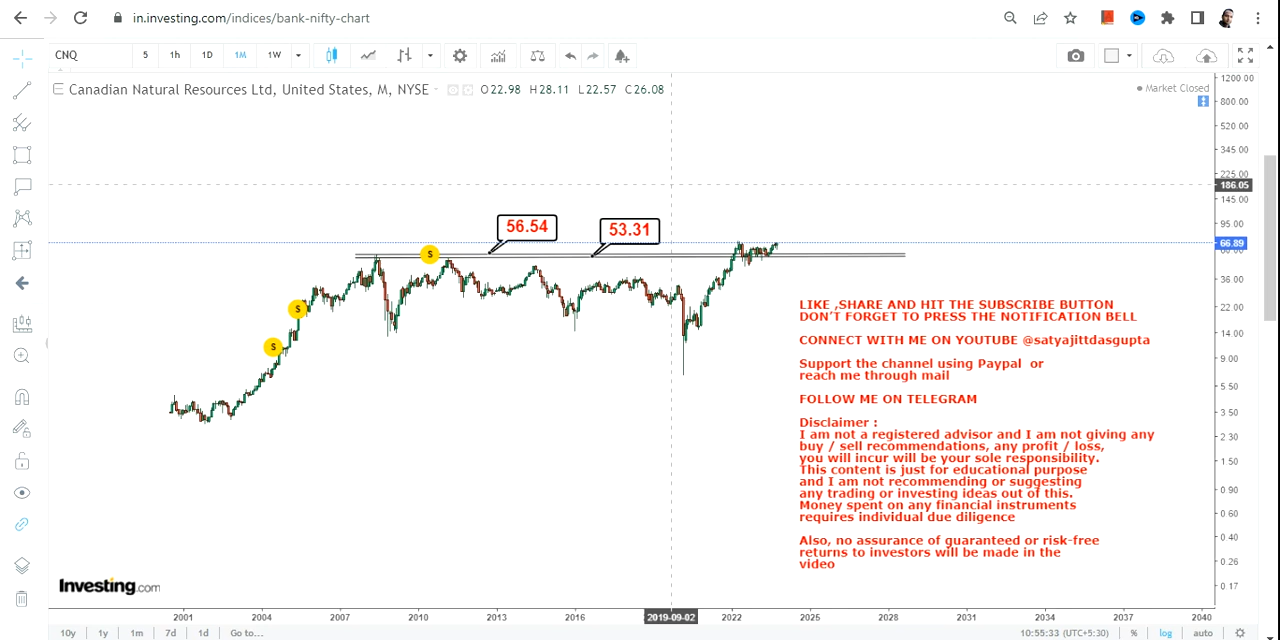 in.investing.com/indices/bank-nifty-chart
CNQ 5 1h 1D 1M 1W
Canadian Natural Resources Ltd, United States, M, NYSE O22.98 H28.11 L22.57 C26.08
Market Closed
1200.00
800.00
520.00
345.00
225.00
186.05
145.00
95.00
66.89
36.00
22.00
14.00
9.00
5.50
3.50
2.30
1.50
0.90
0.60
0.40
0.26
0.17
56.54
53.31
S
S
S
LIKE ,SHARE AND HIT THE SUBSCRIBE BUTTON
DON'T FORGET TO PRESS THE NOTIFICATION BELL
CONNECT WITH ME ON YOUTUBE @satyajittdasgupta
Support the channel using Paypal or
reach me through mail
FOLLOW ME ON TELEGRAM
Disclaimer :
I am not a registered advisor and I am not giving any
buy / sell recommendations, any profit / loss,
you will incur will be your sole responsibility.
This content is just for educational purpose
and I am not recommending or suggesting
any trading or investing ideas out of this.
Money spent on any financial instruments
requires individual due diligence
Also, no assurance of guaranteed or risk-free
returns to investors will be made in the
video
Investing.com
2001 2004 2007 2010 2013 2016 2019-09-02 2022 2025 2028 2031 2034 2037 2040
10y 1y 1m 7d 1d Go to... 10:55:33 (UTC+5:30) % log auto